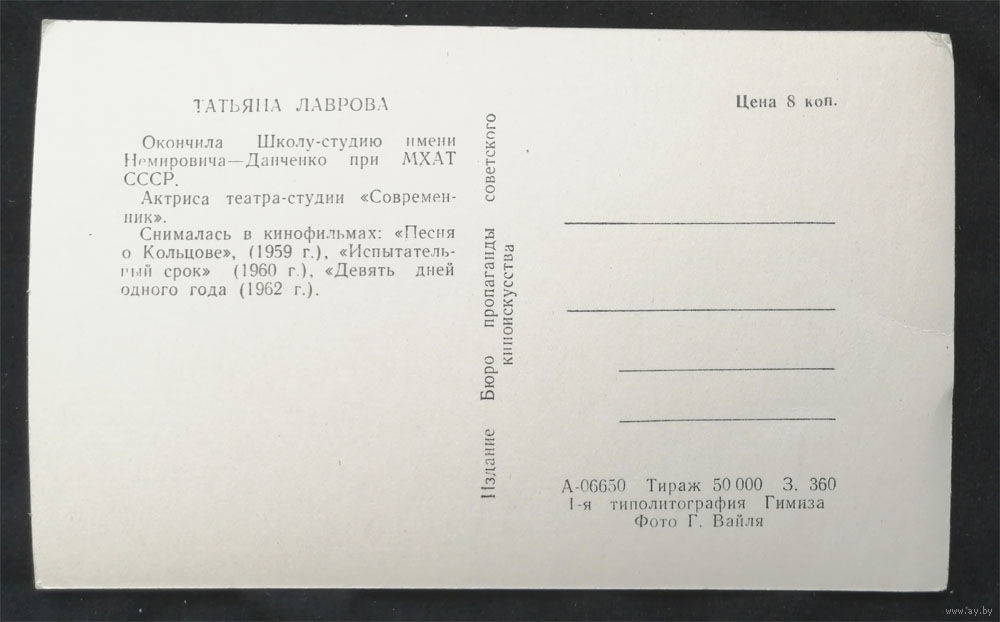 ТАТЬЯНА ЛАВРОВА
Окончила Школу-студию имени
Немировича—Данченко при МХАТ
СССР.
Актриса театра-студии «Современ-
ник».
Снималась в кинофильмах: «Песня
о Кольцове», (1959 г.), «Испытатель-
ный срок» (1960 г.), «Девять дней
одного года (1962 г.).
Издание Бюро пропаганды советского
киноискусства
Цена 8 коп.
А-06650 Тираж 50 000 З. 360
1-я типолитография Гимиза
Фото Г. Вайля
www.ay.by